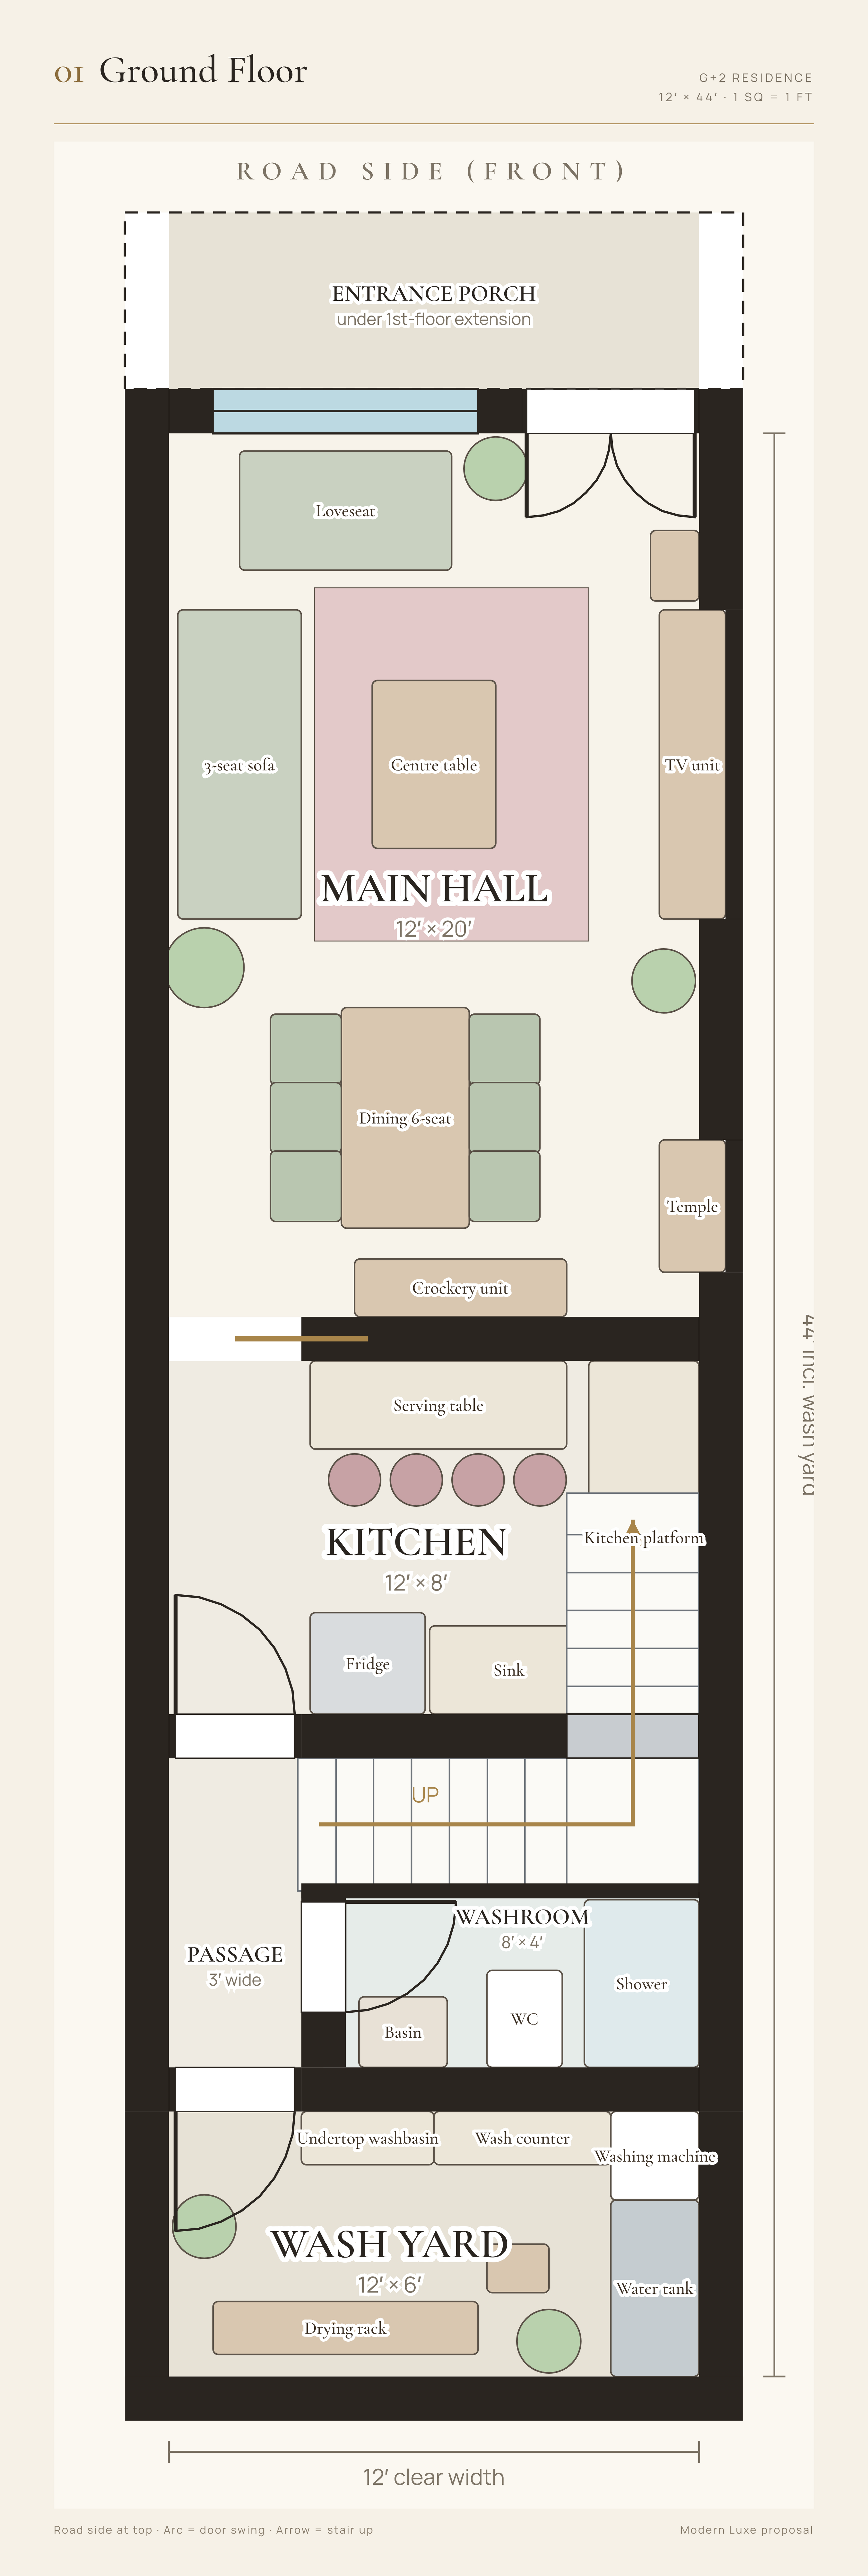 01 Ground Floor
G+2 RESIDENCE
12′ × 44′ · 1 SQ = 1 FT
ROAD SIDE (FRONT)
ENTRANCE PORCH
under 1st-floor extension
Loveseat
3-seat sofa
Centre table
TV unit
MAIN HALL
12′ × 20′
Dining 6-seat
Temple
Crockery unit
44′ incl. wash yard
Serving table
Kitchen platform
KITCHEN
12′ × 8′
Fridge
Sink
UP
WASHROOM
8′ × 4′
PASSAGE
3′ wide
Shower
WC
Basin
Undertop washbasin
Wash counter
Washing machine
WASH YARD
12′ × 6′
Water tank
Drying rack
12′ clear width
Road side at top · Arc = door swing · Arrow = stair up
Modern Luxe proposal